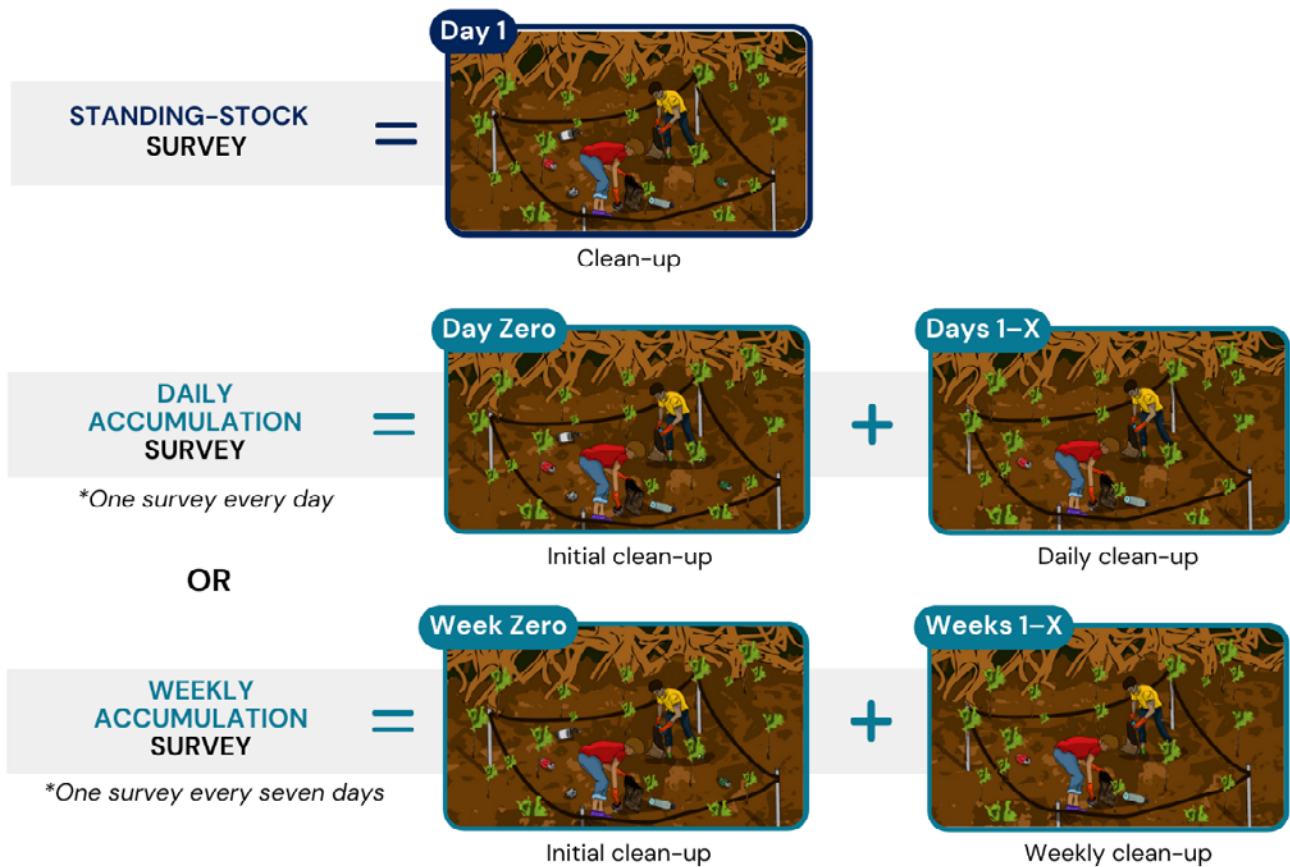 Day 1
STANDING-STOCK
SURVEY
=
Clean-up
Day Zero
Days 1–X
DAILY
ACCUMULATION
SURVEY
=
+
*One survey every day
Initial clean-up
Daily clean-up
OR
Week Zero
Weeks 1–X
WEEKLY
ACCUMULATION
SURVEY
=
+
*One survey every seven days
Initial clean-up
Weekly clean-up